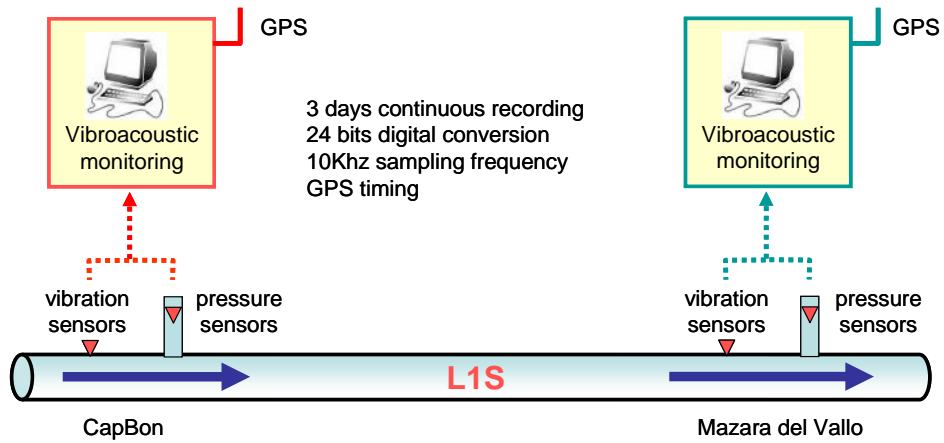 GPS
Vibroacoustic
monitoring
3 days continuous recording
24 bits digital conversion
10Khz sampling frequency
GPS timing
GPS
Vibroacoustic
monitoring
vibration
sensors
pressure
sensors
vibration
sensors
pressure
sensors
L1S
CapBon
Mazara del Vallo